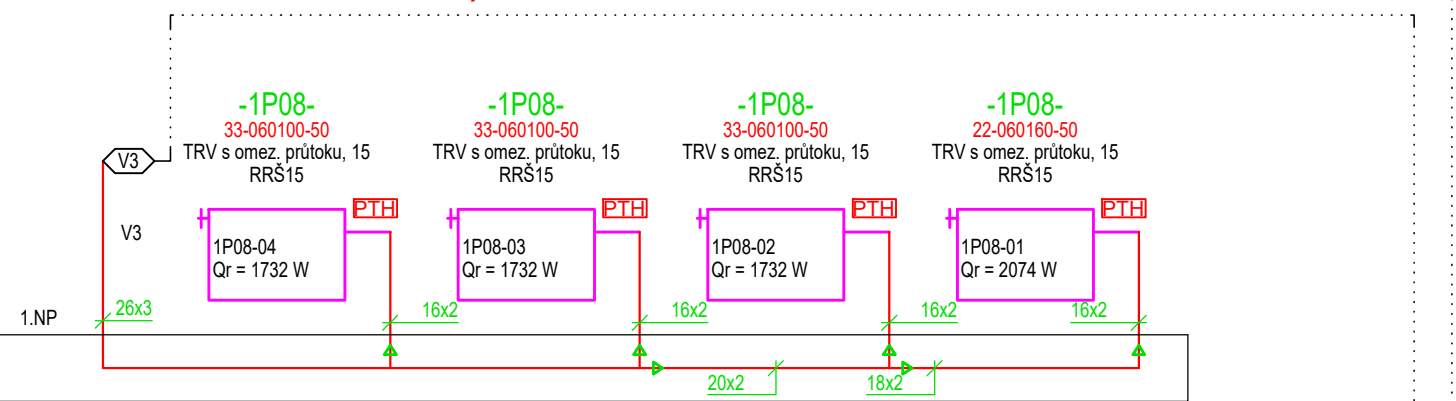 -1P08-
33-060100-50
TRV s omez. průtoku, 15
RRŠ15
PTH
1P08-04
Qr = 1732 W
16x2
-1P08-
33-060100-50
TRV s omez. průtoku, 15
RRŠ15
PTH
1P08-03
Qr = 1732 W
16x2
-1P08-
33-060100-50
TRV s omez. průtoku, 15
RRŠ15
PTH
1P08-02
Qr = 1732 W
16x2
-1P08-
22-060160-50
TRV s omez. průtoku, 15
RRŠ15
PTH
1P08-01
Qr = 2074 W
16x2
V3
V3
26x3
1.NP
20x2
18x2